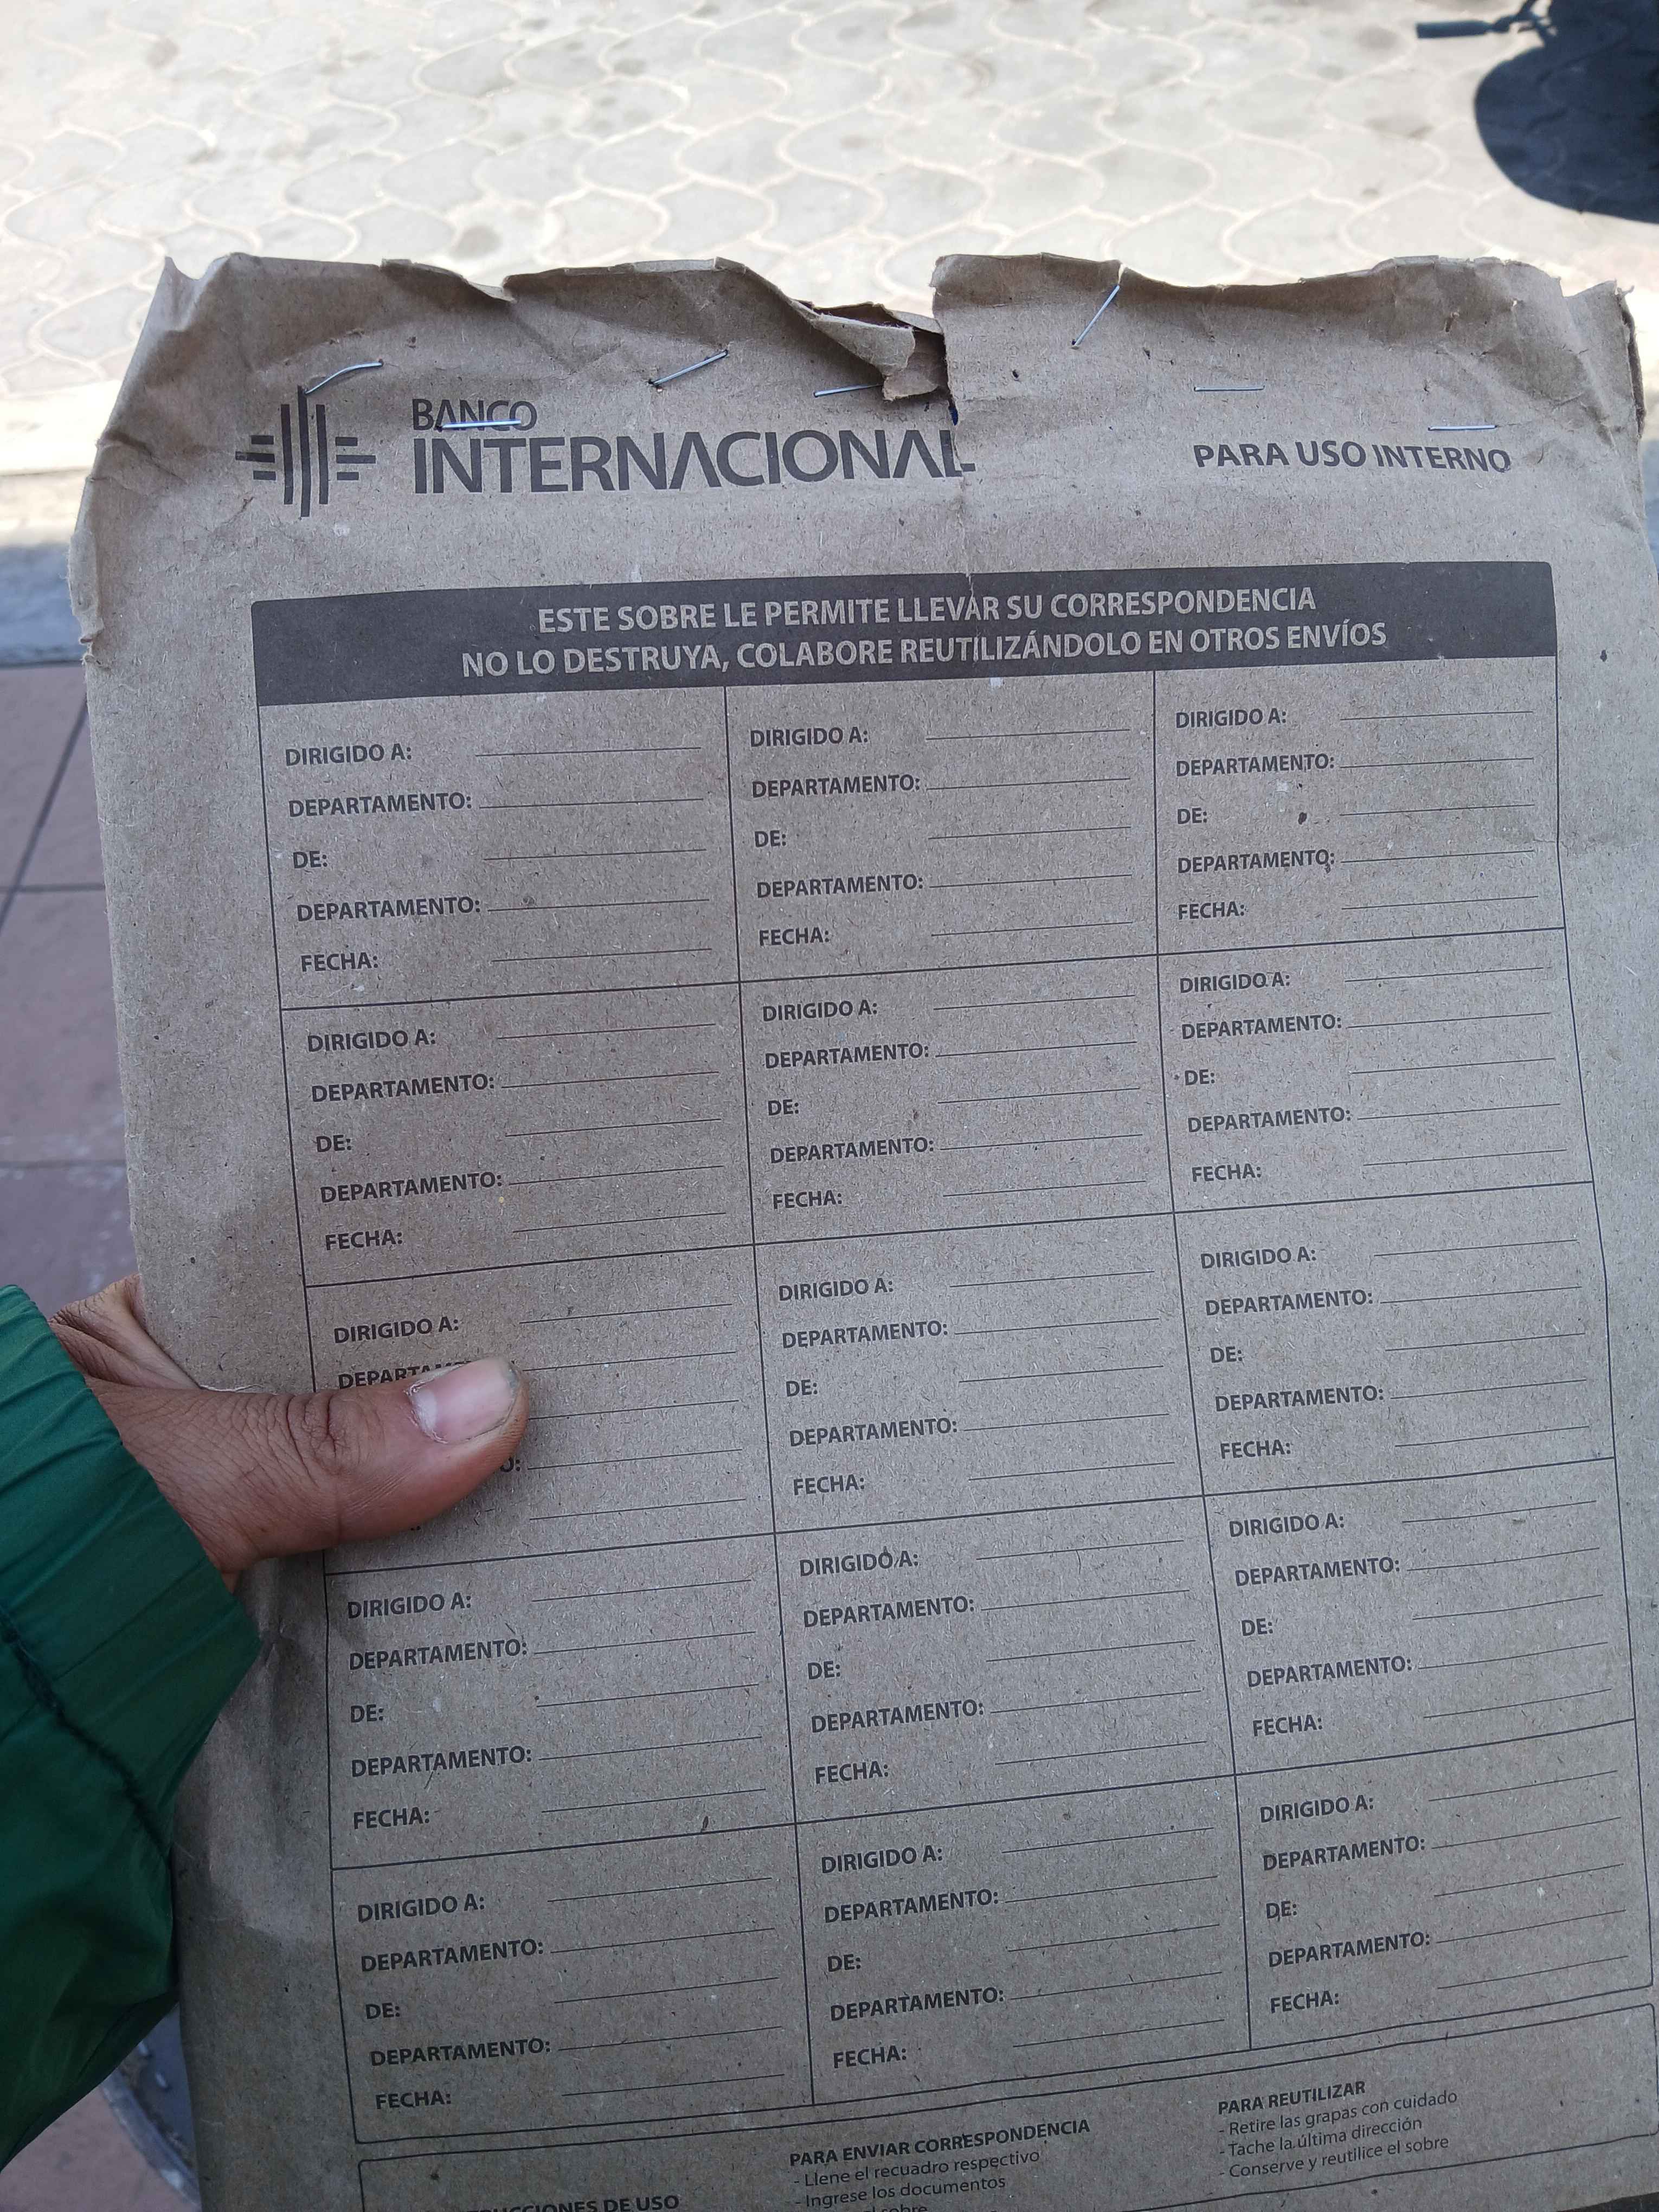 BANCO
INTERNACIONAL
PARA USO INTERNO
ESTE SOBRE LE PERMITE LLEVAR SU CORRESPONDENCIA
NO LO DESTRUYA, COLABORE REUTILIZÁNDOLO EN OTROS ENVÍOS
DIRIGIDO A:
DEPARTAMENTO:
DE:
DEPARTAMENTO:
FECHA:
DIRIGIDO A:
DEPARTAMENTO:
DE:
DEPARTAMENTO:
FECHA:
DIRIGIDO A:
DEPARTAMENTO:
DE:
DEPARTAMENTO:
FECHA:
DIRIGIDO A:
DEPARTAMENTO:
DE:
DEPARTAMENTO:
FECHA:
DIRIGIDO A:
DEPARTAMENTO:
DE:
DEPARTAMENTO:
FECHA:
DIRIGIDO A:
DEPARTAMENTO:
DE:
DEPARTAMENTO:
FECHA:
DIRIGIDO A:
DIRIGIDO A:
DEPARTAMENTO:
DE:
DEPARTAMENTO:
FECHA:
DIRIGIDO A:
DEPARTAMENTO:
DE:
DEPARTAMENTO:
FECHA:
DIRIGIDO A:
DEPARTAMENTO:
DE:
DEPARTAMENTO:
FECHA:
DIRIGIDO A:
DEPARTAMENTO:
DE:
DEPARTAMENTO:
FECHA:
DIRIGIDO A:
DEPARTAMENTO:
DE:
DEPARTAMENTO:
FECHA:
DIRIGIDO A:
DEPARTAMENTO:
DE:
DEPARTAMENTO:
FECHA:
DIRIGIDO A:
DEPARTAMENTO:
DE:
DEPARTAMENTO:
FECHA:
DIRIGIDO A:
DEPARTAMENTO:
DE:
DEPARTAMENTO:
FECHA:
DE USO
PARA ENVIAR CORRESPONDENCIA
- Llene el recuadro respectivo
- Ingrese los documentos
sobre
PARA REUTILIZAR
- Retire las grapas con cuidado
- Tache la última dirección
- Conserve y reutilice el sobre